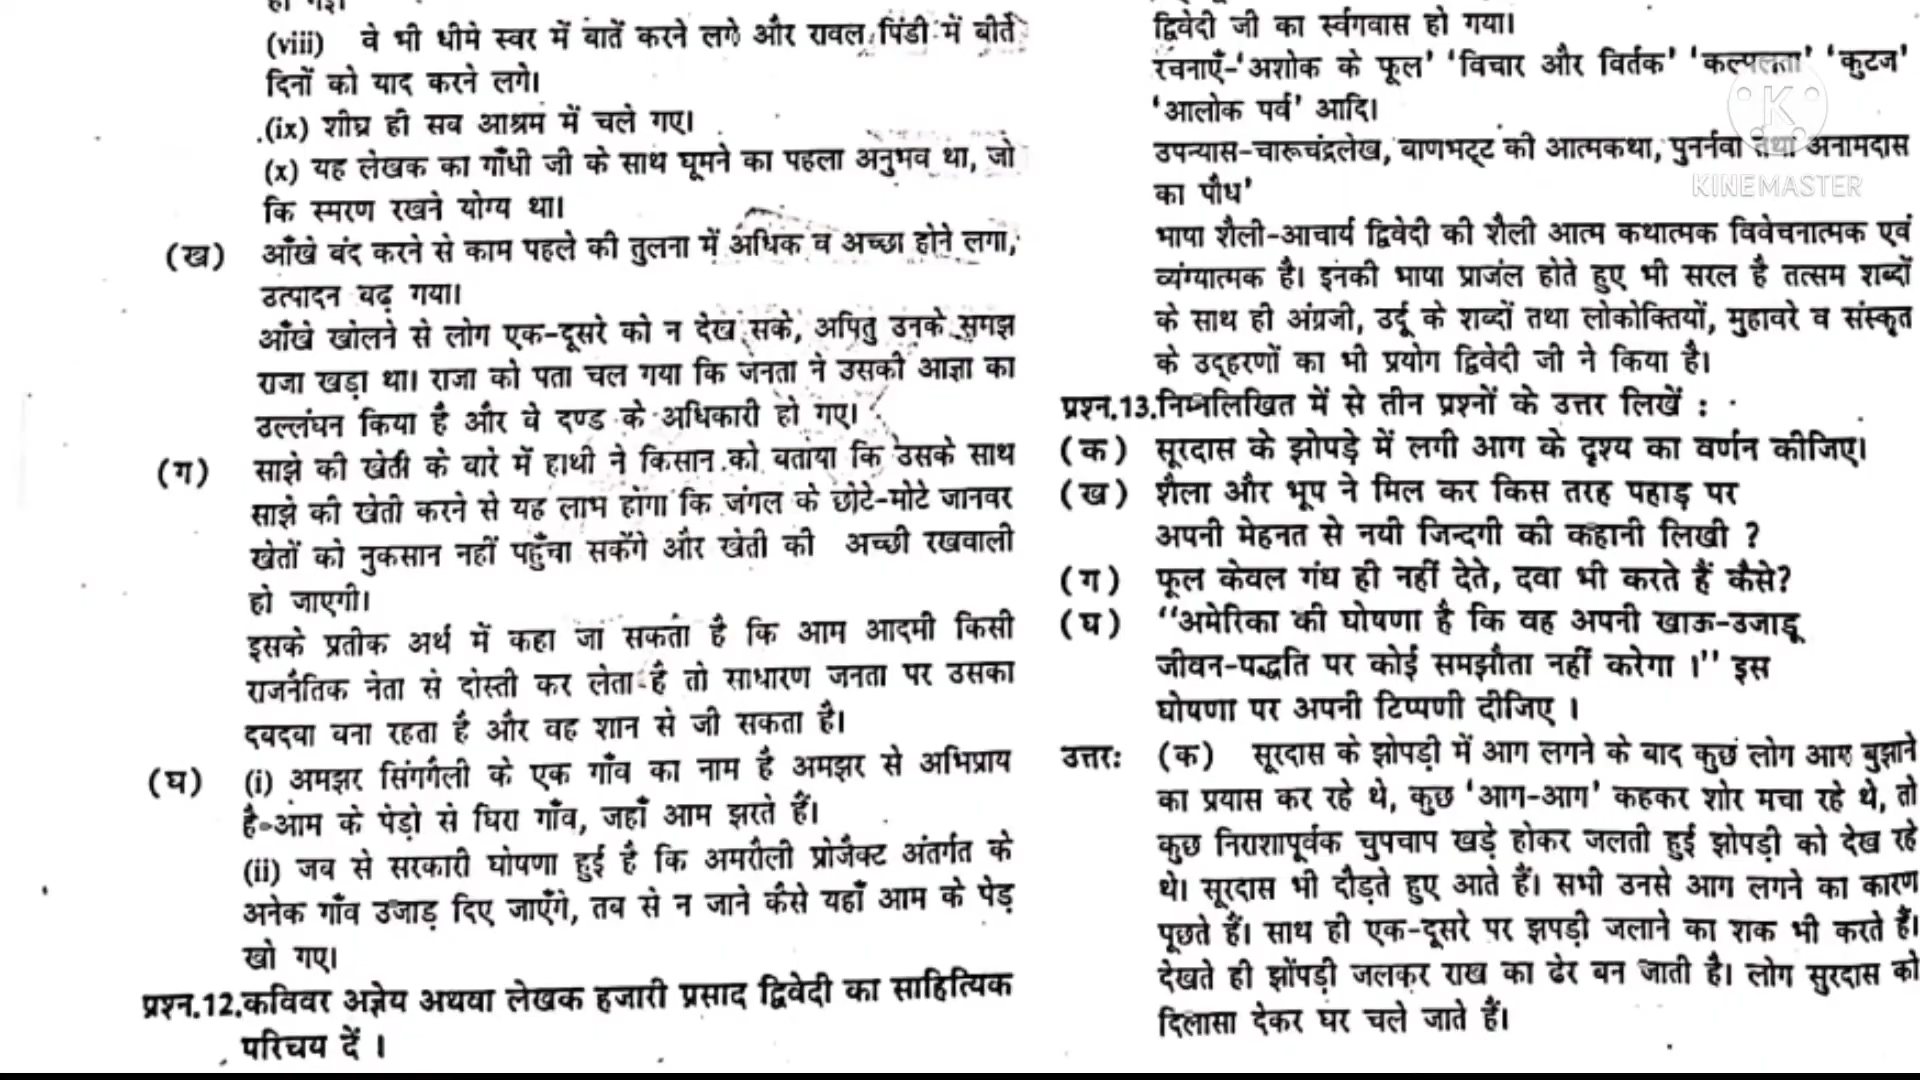 (viii) वे भी धीमे स्वर में बातें करने लगे और रावल पिंडी में बीते
दिनों को याद करने लगे।
(ix) शीघ्र ही सब आश्रम में चले गए।
(x) यह लेखक का गाँधी जी के साथ घूमने का पहला अनुभव था, जो
कि स्मरण रखने योग्य था।
(ख) आँखे बंद करने से काम पहले की तुलना में अधिक व अच्छा होने लगा,
उत्पादन बढ़ गया।
आँखे खोलने से लोग एक-दूसरे को न देख सके, अपितु उनके समझ
राजा खड़ा था। राजा को पता चल गया कि जनता ने उसकी आज्ञा का
उल्लंघन किया है और वे दण्ड के अधिकारी हो गए।
(ग) साझे की खेती के बारे में हाथी ने किसान को बताया कि उसके साथ
साझे की खेती करने से यह लाभ होगा कि जंगल के छोटे-मोटे जानवर
खेतों को नुकसान नहीं पहुँचा सकेंगे और खेती की अच्छी रखवाली
हो जाएगी।
इसके प्रतीक अर्थ में कहा जा सकता है कि आम आदमी किसी
राजनैतिक नेता से दोस्ती कर लेता है तो साधारण जनता पर उसका
दबदबा बना रहता है और वह शान से जी सकता है।
(घ) (i) अमझर सिंगगैली के एक गाँव का नाम है अमझर से अभिप्राय
है-आम के पेड़ो से घिरा गाँव, जहाँ आम झरते हैं।
(ii) जब से सरकारी घोषणा हुई है कि अमरौली प्रोजैक्ट अंतर्गत के
अनेक गाँव उजाड़ दिए जाएँगे, तब से न जाने कैसे यहाँ आम के पेड़
खो गए।
प्रश्न.12.कविवर अज्ञेय अथवा लेखक हजारी प्रसाद द्विवेदी का साहित्यिक
परिचय दें ।
द्विवेदी जी का र्स्वगवास हो गया।
रचनाएँ-'अशोक के फूल' 'विचार और विर्तक' 'कल्पलता' 'कुटज'
'आलोक पर्व' आदि।
उपन्यास-चारूचंद्रलेख, बाणभट्ट की आत्मकथा, पुनर्नवा तथा अनामदास
का पौध'
भाषा शैली-आचार्य द्विवेदी की शैली आत्म कथात्मक विवेचनात्मक एवं
व्यंग्यात्मक है। इनकी भाषा प्राजंल होते हुए भी सरल है तत्सम शब्दों
के साथ ही अंग्रजी, उर्दू के शब्दों तथा लोकोक्तियों, मुहावरे व संस्कृत
के उद्हरणों का भी प्रयोग द्विवेदी जी ने किया है।
प्रश्न.13.निम्नलिखित में से तीन प्रश्नों के उत्तर लिखें :
(क) सूरदास के झोपड़े में लगी आग के दृश्य का वर्णन कीजिए।
(ख) शैला और भूप ने मिल कर किस तरह पहाड़ पर
अपनी मेहनत से नयी जिन्दगी की कहानी लिखी ?
(ग) फूल केवल गंध ही नहीं देते, दवा भी करते हैं कैसे?
(घ) ''अमेरिका की घोषणा है कि वह अपनी खाऊ-उजाडू
जीवन-पद्धति पर कोई समझौता नहीं करेगा ।'' इस
घोषणा पर अपनी टिप्पणी दीजिए ।
उत्तरः (क) सूरदास के झोपड़ी में आग लगने के बाद कुछ लोग आग बुझाने
का प्रयास कर रहे थे, कुछ 'आग-आग' कहकर शोर मचा रहे थे, तो
कुछ निराशापूर्वक चुपचाप खड़े होकर जलती हुई झोपड़ी को देख रहे
थे। सूरदास भी दौड़ते हुए आते हैं। सभी उनसे आग लगने का कारण
पूछते हैं। साथ ही एक-दूसरे पर झपड़ी जलाने का शक भी करते हैं।
देखते ही झोंपड़ी जलकर राख का ढेर बन जाती है। लोग सुरदास को
दिलासा देकर घर चले जाते हैं।
K
KINEMASTER